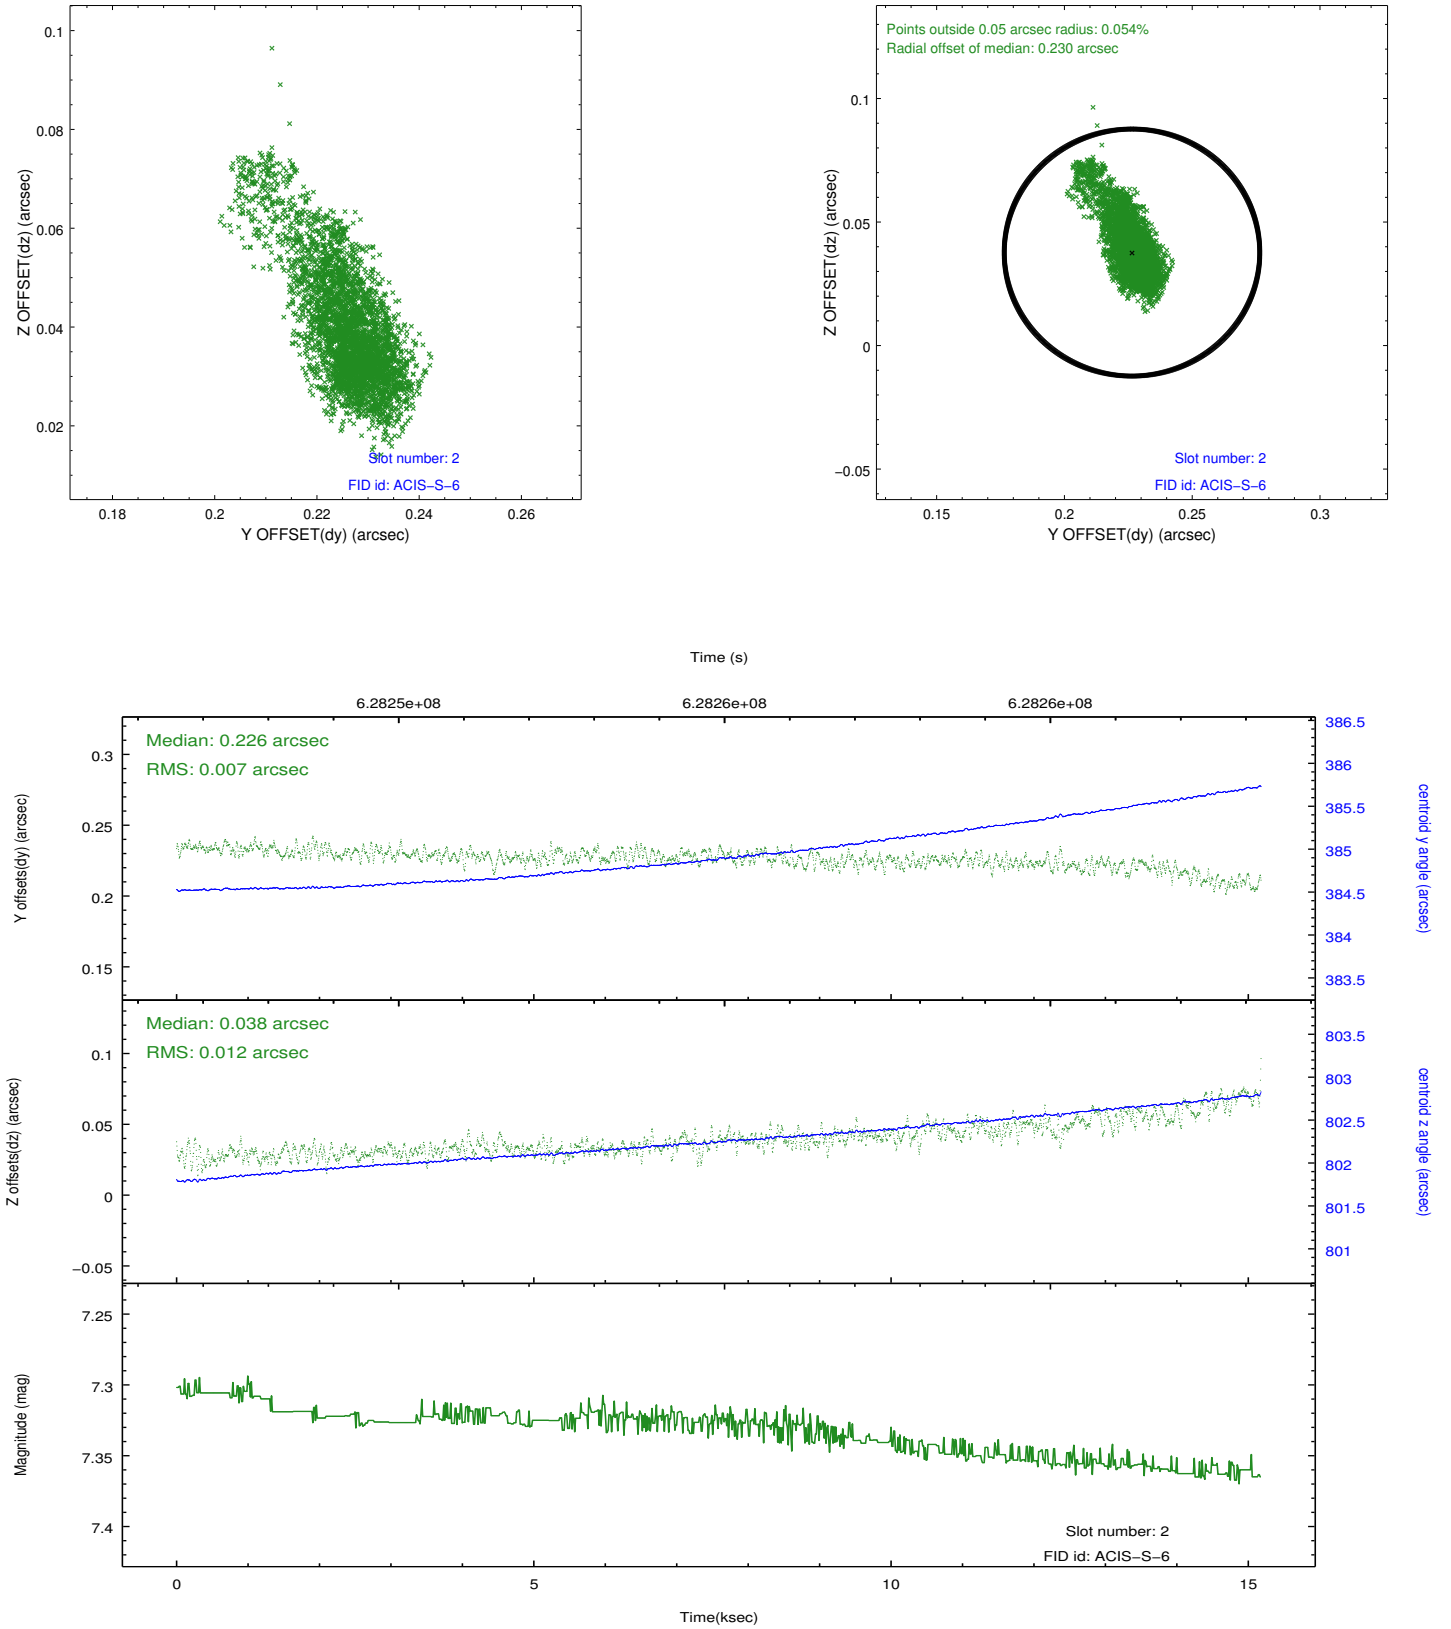 0.1
0.08
0.06
0.04
0.02
Z OFFSET(dz) (arcsec)
Slot number: 2
FID id: ACIS−S−6
0.18 0.2 0.22 0.24 0.26
Y OFFSET(dy) (arcsec)
Points outside 0.05 arcsec radius: 0.054%
Radial offset of median: 0.230 arcsec
0.1
0.05
0
−0.05
Z OFFSET(dz) (arcsec)
Slot number: 2
FID id: ACIS−S−6
0.15 0.2 0.25 0.3
Y OFFSET(dy) (arcsec)
Time (s)
6.2825e+08 6.2826e+08 6.2826e+08
Median: 0.226 arcsec
RMS: 0.007 arcsec
0.3
0.25
0.2
0.15
Y offsets(dy) (arcsec)
386.5
386
385.5
385
384.5
384
383.5
centroid y angle (arcsec)
Median: 0.038 arcsec
RMS: 0.012 arcsec
0.1
0.05
0
−0.05
Z offsets(dz) (arcsec)
803.5
803
802.5
802
801.5
801
centroid z angle (arcsec)
7.25
7.3
7.35
7.4
Magnitude (mag)
Slot number: 2
FID id: ACIS−S−6
0 5 10 15
Time(ksec)